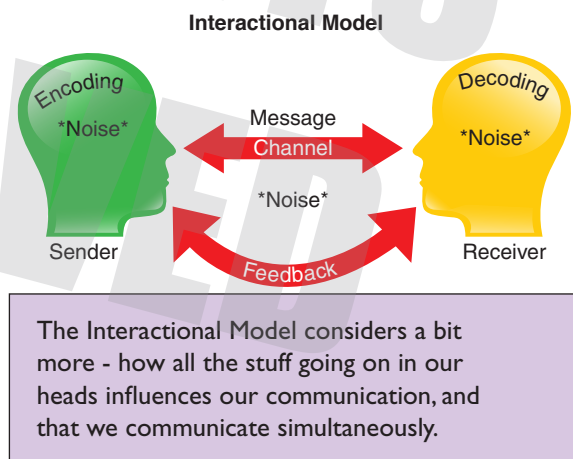 Interactional Model
Encoding
Decoding
*Noise*
Message
*Noise*
Channel
*Noise*
Sender
Receiver
Feedback
The Interactional Model considers a bit
more - how all the stuff going on in our
heads influences our communication, and
that we communicate simultaneously.